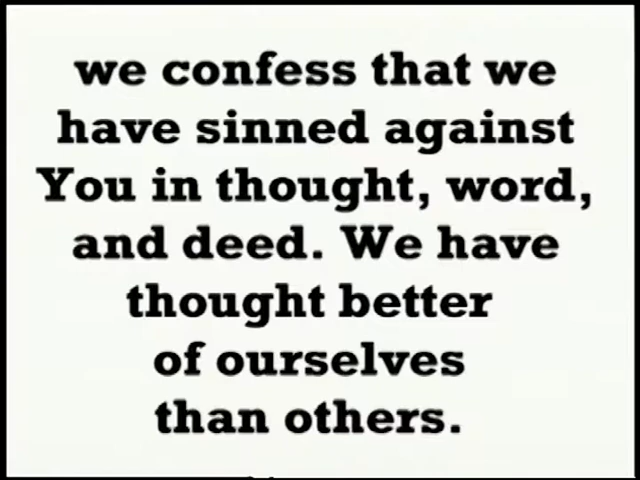 we confess that we
have sinned against
You in thought, word,
and deed. We have
thought better
of ourselves
than others.